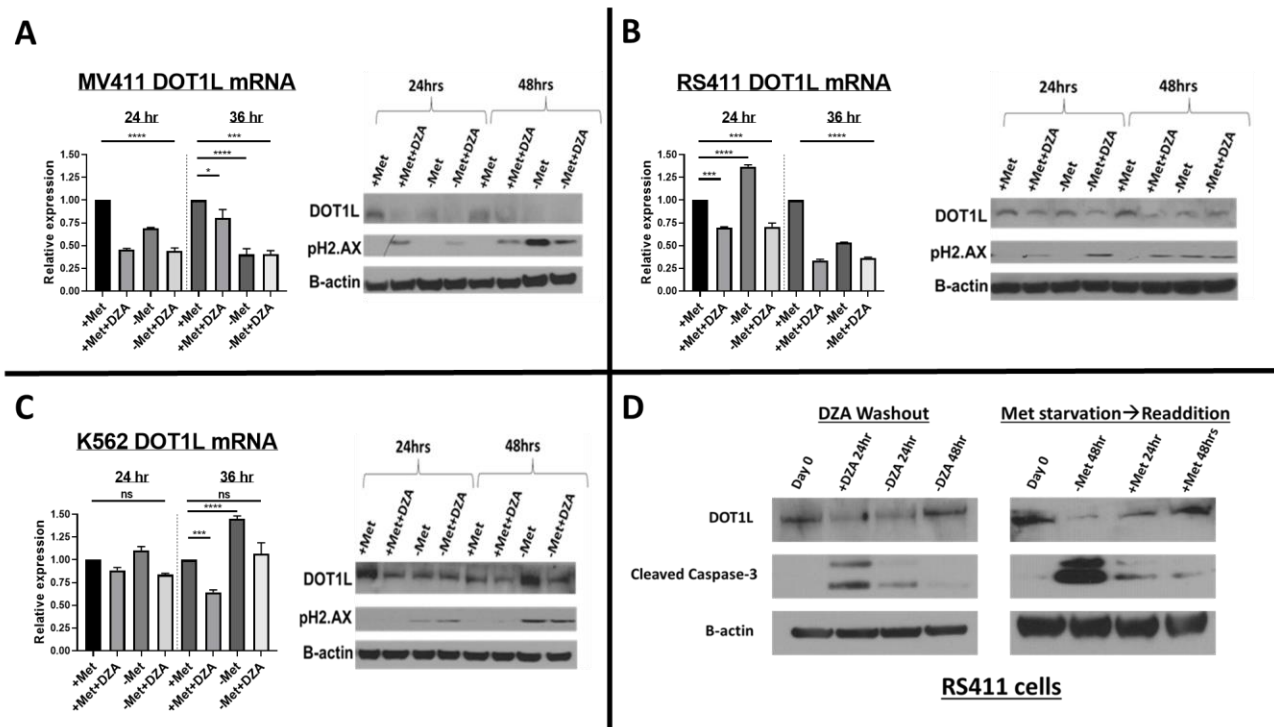 A
MV411 DOT1L mRNA
24 hr
36 hr
****
***
****
*
Relative expression
1.50
1.25
1.00
0.75
0.50
0.25
0.00
+Met
+Met+DZA
-Met
-Met+DZA
+Met
+Met+DZA
-Met
-Met+DZA
24hrs
48hrs
+Met
+Met+DZA
-Met
-Met+DZA
+Met
+Met+DZA
-Met
-Met+DZA
DOT1L
pH2.AX
B-actin
B
RS411 DOT1L mRNA
24 hr
36 hr
***
****
****
***
Relative expression
1.50
1.25
1.00
0.75
0.50
0.25
0.00
+Met
+Met+DZA
-Met
-Met+DZA
+Met
+Met+DZA
-Met
-Met+DZA
24hrs
48hrs
+Met
+Met+DZA
-Met
-Met+DZA
+Met
+Met+DZA
-Met
-Met+DZA
DOT1L
pH2.AX
B-actin
C
K562 DOT1L mRNA
24 hr
36 hr
ns
ns
****
***
Relative expression
1.50
1.25
1.00
0.75
0.50
0.25
0.00
+Met
+Met+DZA
-Met
-Met+DZA
+Met
+Met+DZA
-Met
-Met+DZA
24hrs
48hrs
+Met
+Met+DZA
-Met
-Met+DZA
+Met
+Met+DZA
-Met
-Met+DZA
DOT1L
pH2.AX
B-actin
D
DZA Washout
Met starvation→Readdition
Day 0
+DZA 24hr
-DZA 24hr
-DZA 48hr
Day 0
-Met 48hr
+Met 24hr
+Met 48hrs
DOT1L
Cleaved Caspase-3
B-actin
RS411 cells